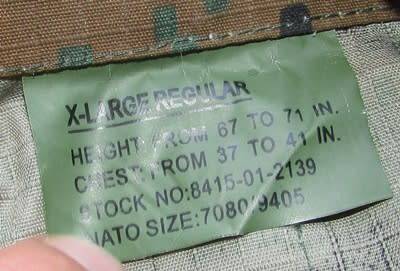 X-LARGE REGULAR
HEIGHT FROM 67 TO 71 IN.
CHEST FROM 37 TO 41 IN.
STOCK NO:8415-01-2139
NATO SIZE:7080/9405